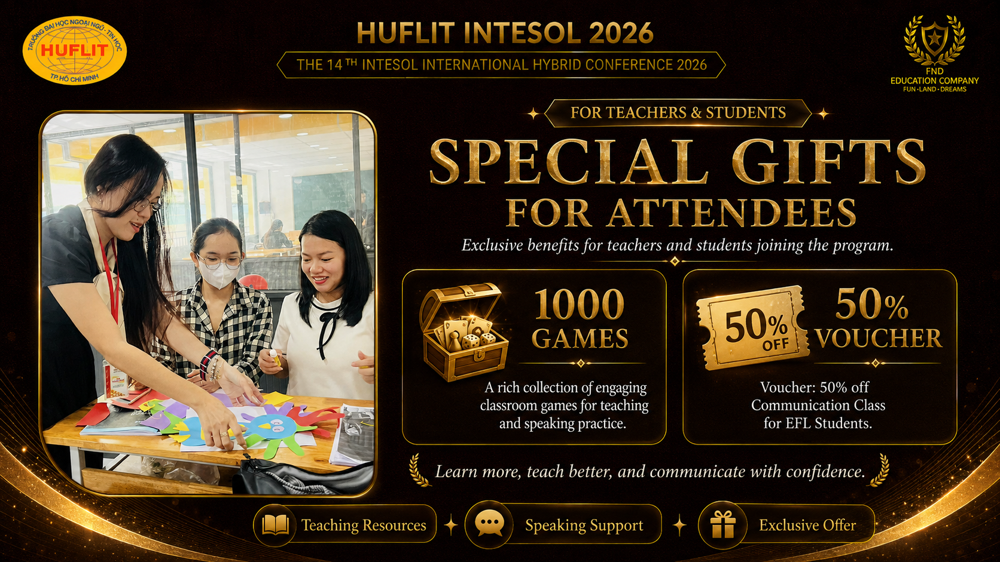 TRƯỜNG ĐẠI HỌC NGOẠI NGỮ - TIN HỌC
HUFLIT
TP. HỒ CHÍ MINH
HUFLIT INTESOL 2026
THE 14TH INTESOL INTERNATIONAL HYBRID CONFERENCE 2026
FND
EDUCATION COMPANY
FUN • LAND • DREAMS
FOR TEACHERS & STUDENTS
SPECIAL GIFTS
FOR ATTENDEES
Exclusive benefits for teachers and students joining the program.
1000
GAMES
A rich collection of engaging
classroom games for teaching
and speaking practice.
50%
OFF
50%
VOUCHER
Voucher: 50% off
Communication Class
for EFL Students.
Learn more, teach better, and communicate with confidence.
Teaching Resources
Speaking Support
Exclusive Offer